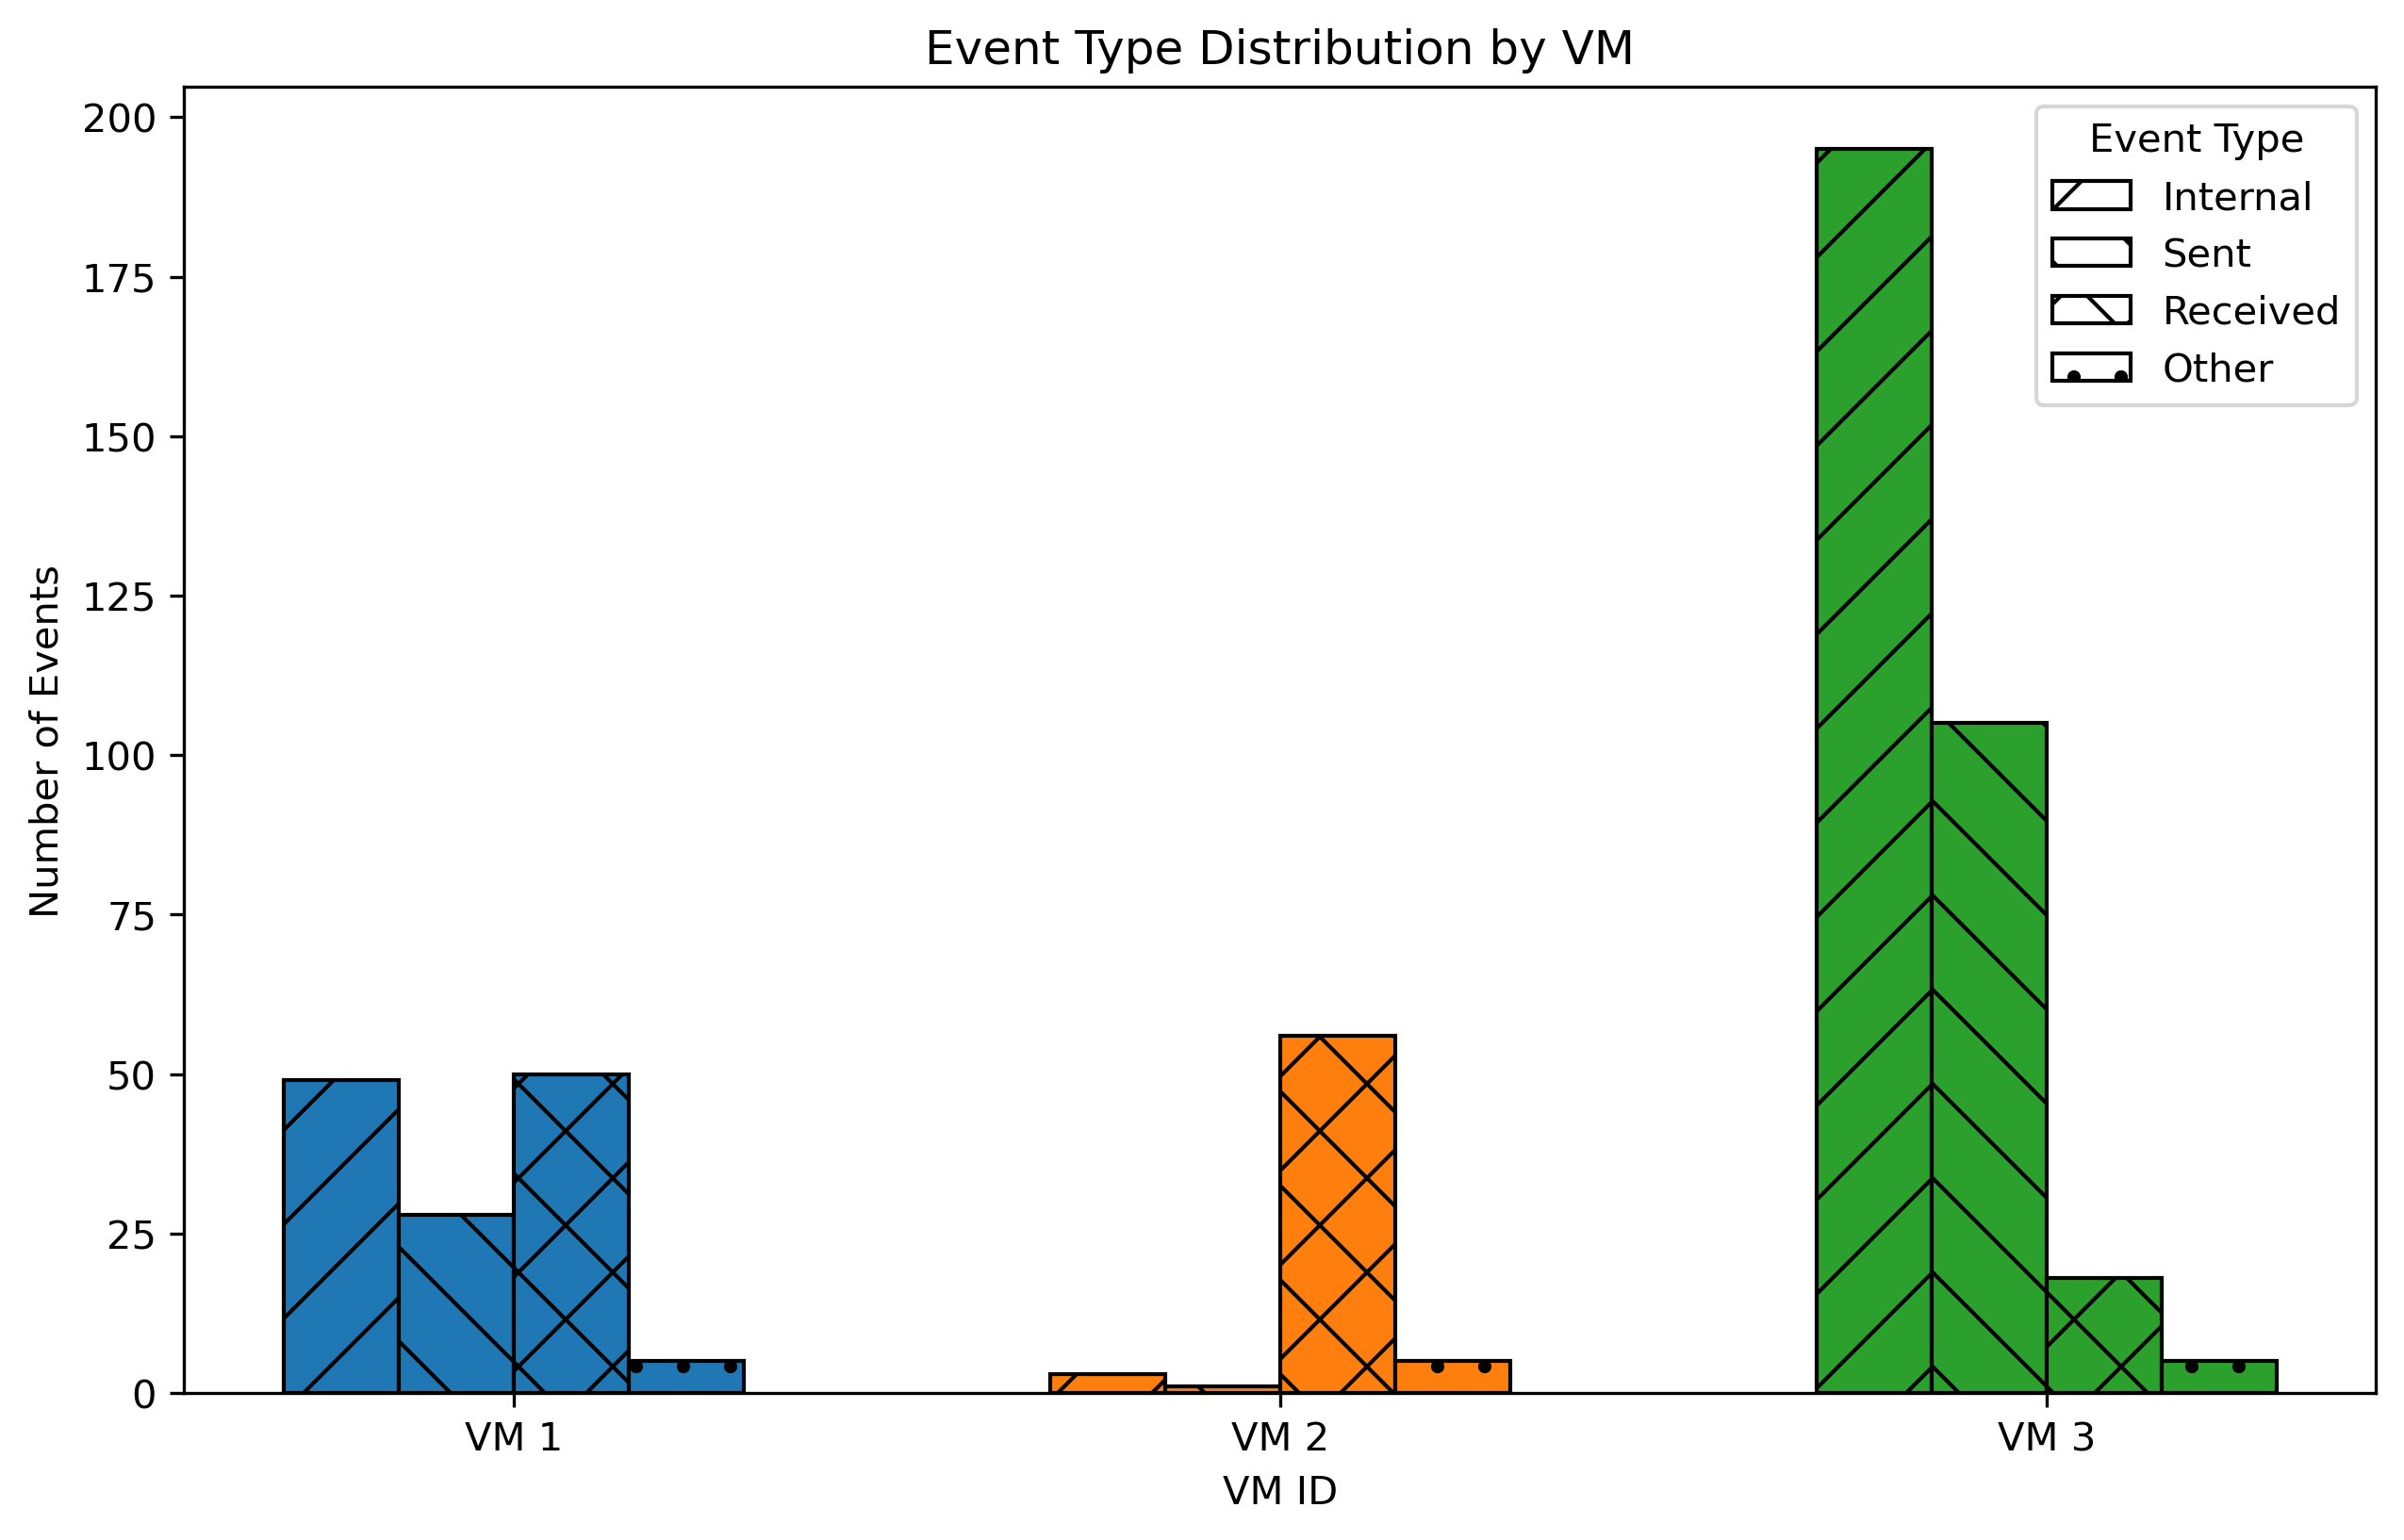 Event Type Distribution by VM
Number of Events
200
175
150
125
100
75
50
25
0
Event Type
Internal
Sent
Received
Other
VM 1
VM 2
VM 3
VM ID